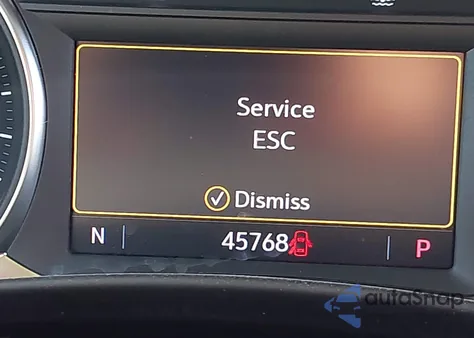 Service
ESC
Dismiss
N 45768 P
autoSnap